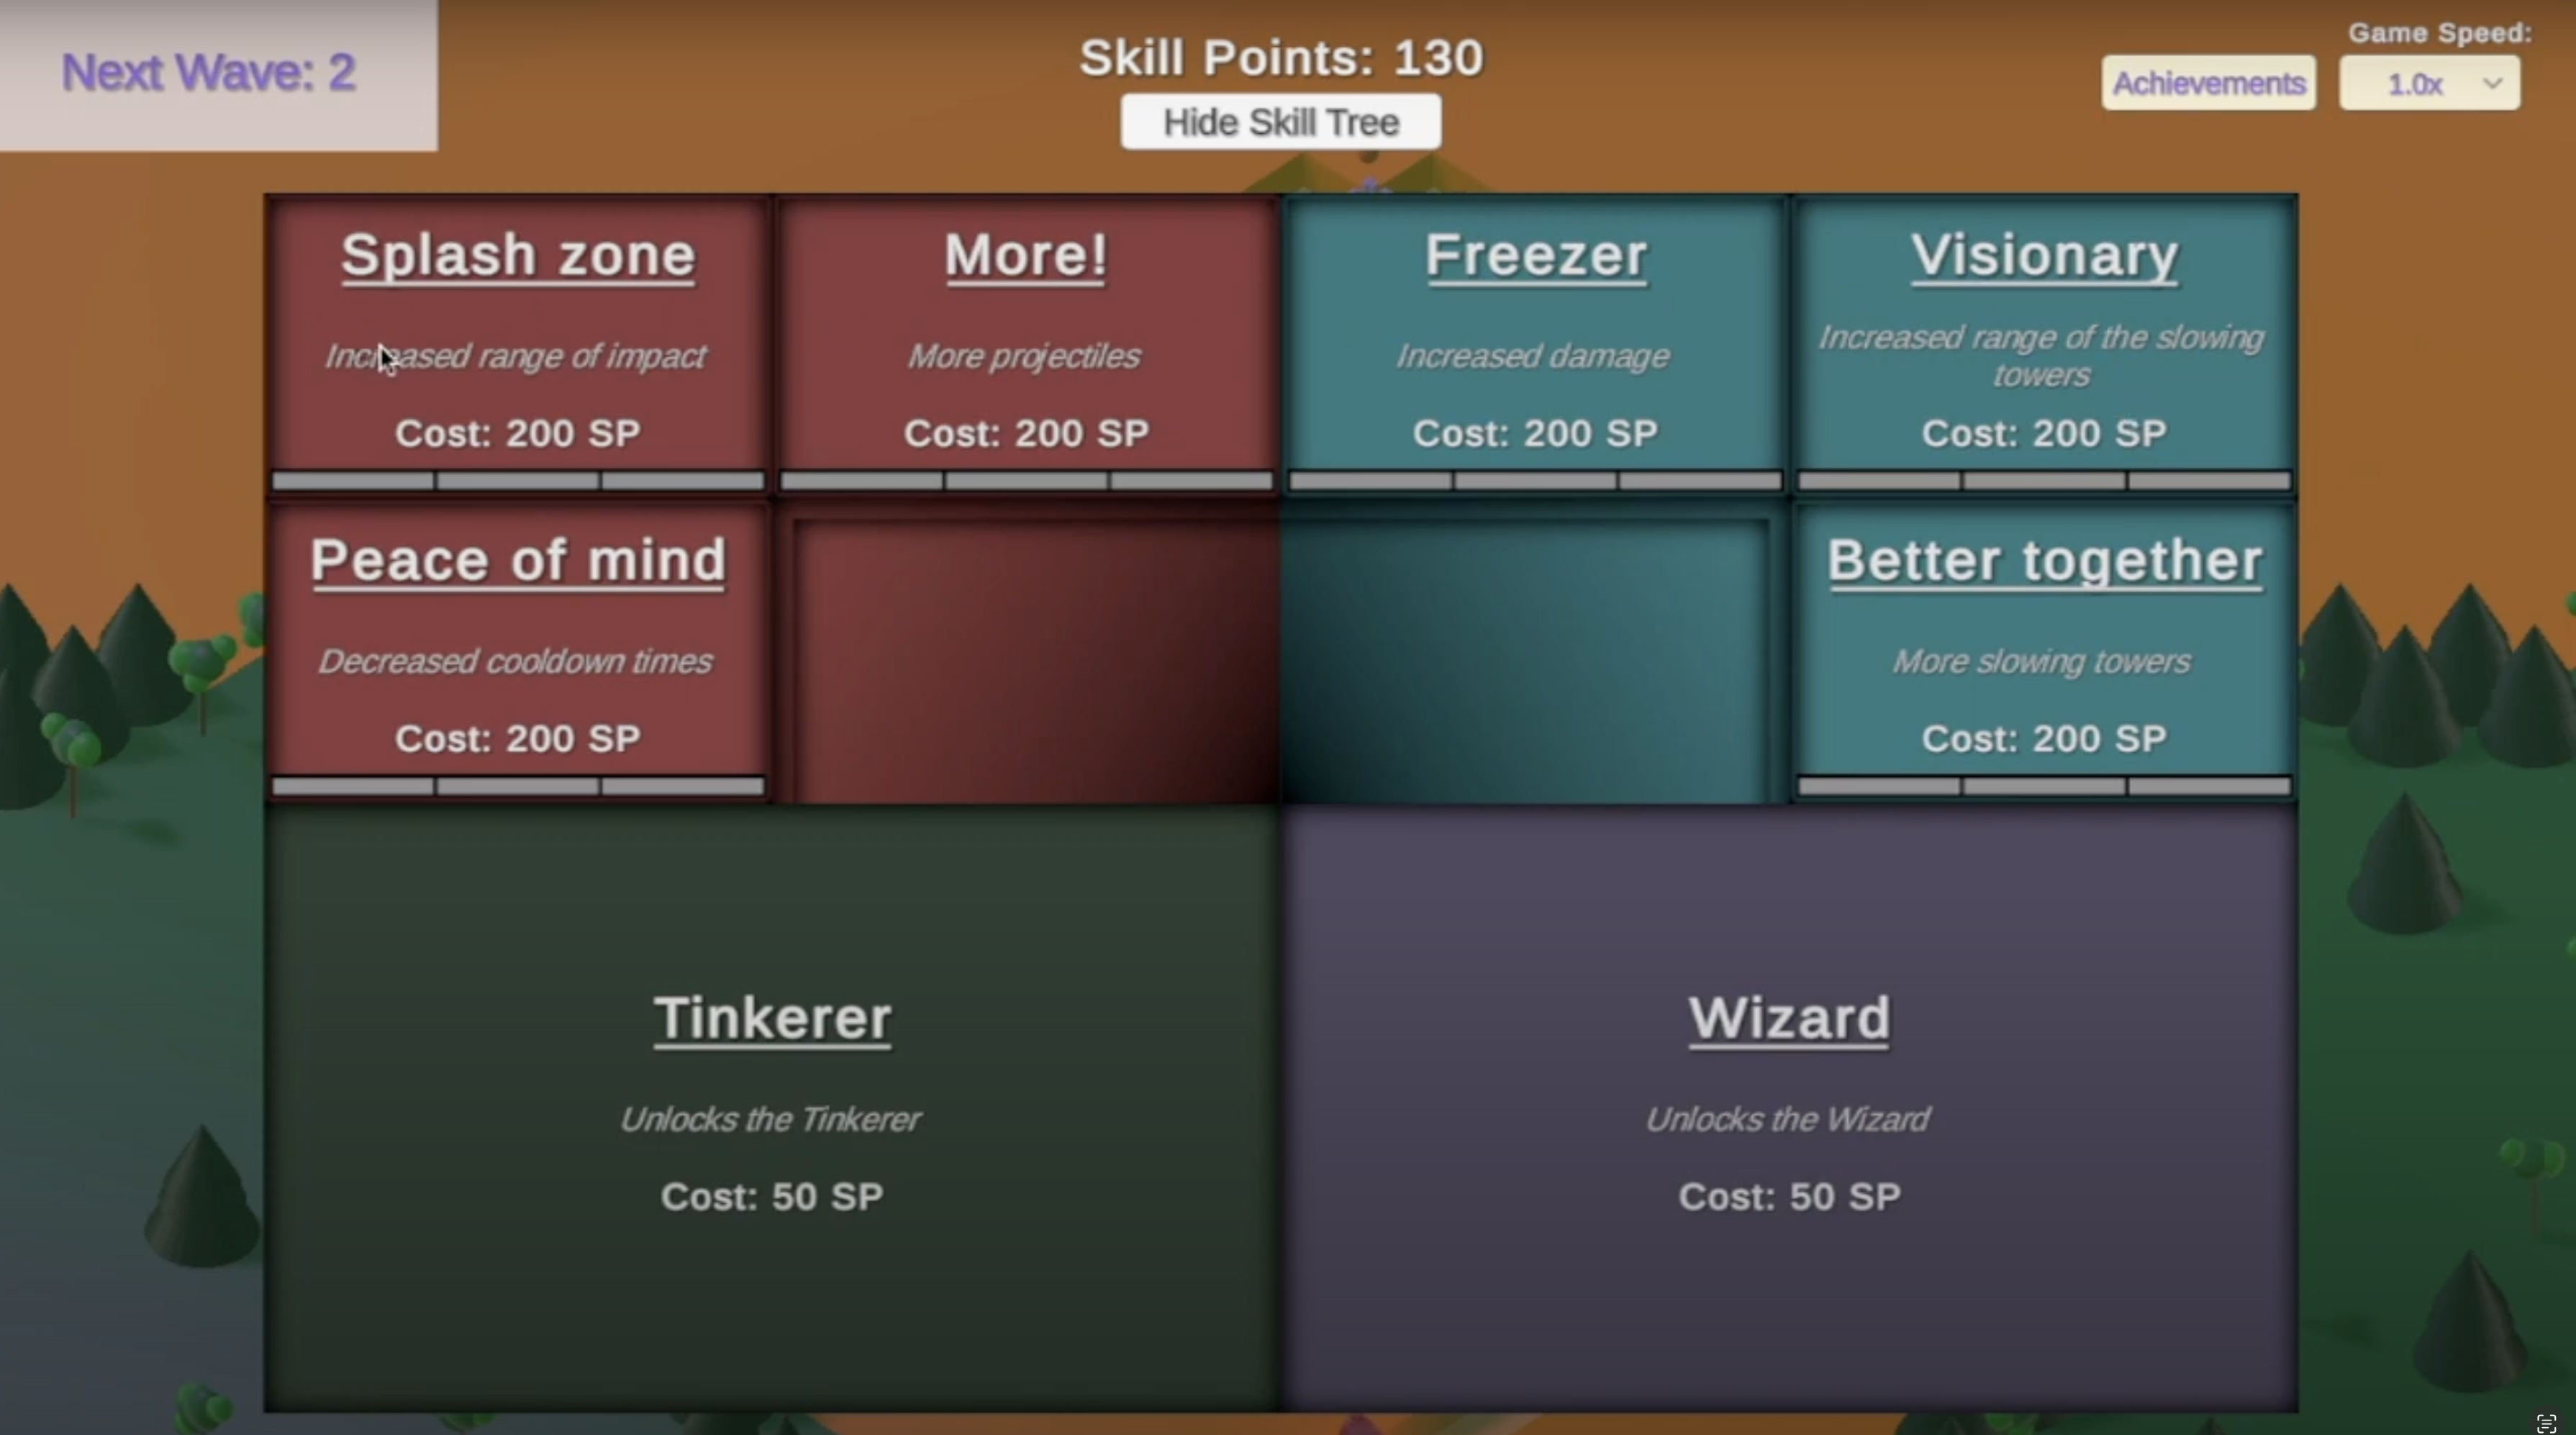 Next Wave: 2
Skill Points: 130
Hide Skill Tree
Game Speed:
Achievements
1.0x
Splash zone
Increased range of impact
Cost: 200 SP
More!
More projectiles
Cost: 200 SP
Freezer
Increased damage
Cost: 200 SP
Visionary
Increased range of the slowing
towers
Cost: 200 SP
Peace of mind
Decreased cooldown times
Cost: 200 SP
Better together
More slowing towers
Cost: 200 SP
Tinkerer
Unlocks the Tinkerer
Cost: 50 SP
Wizard
Unlocks the Wizard
Cost: 50 SP